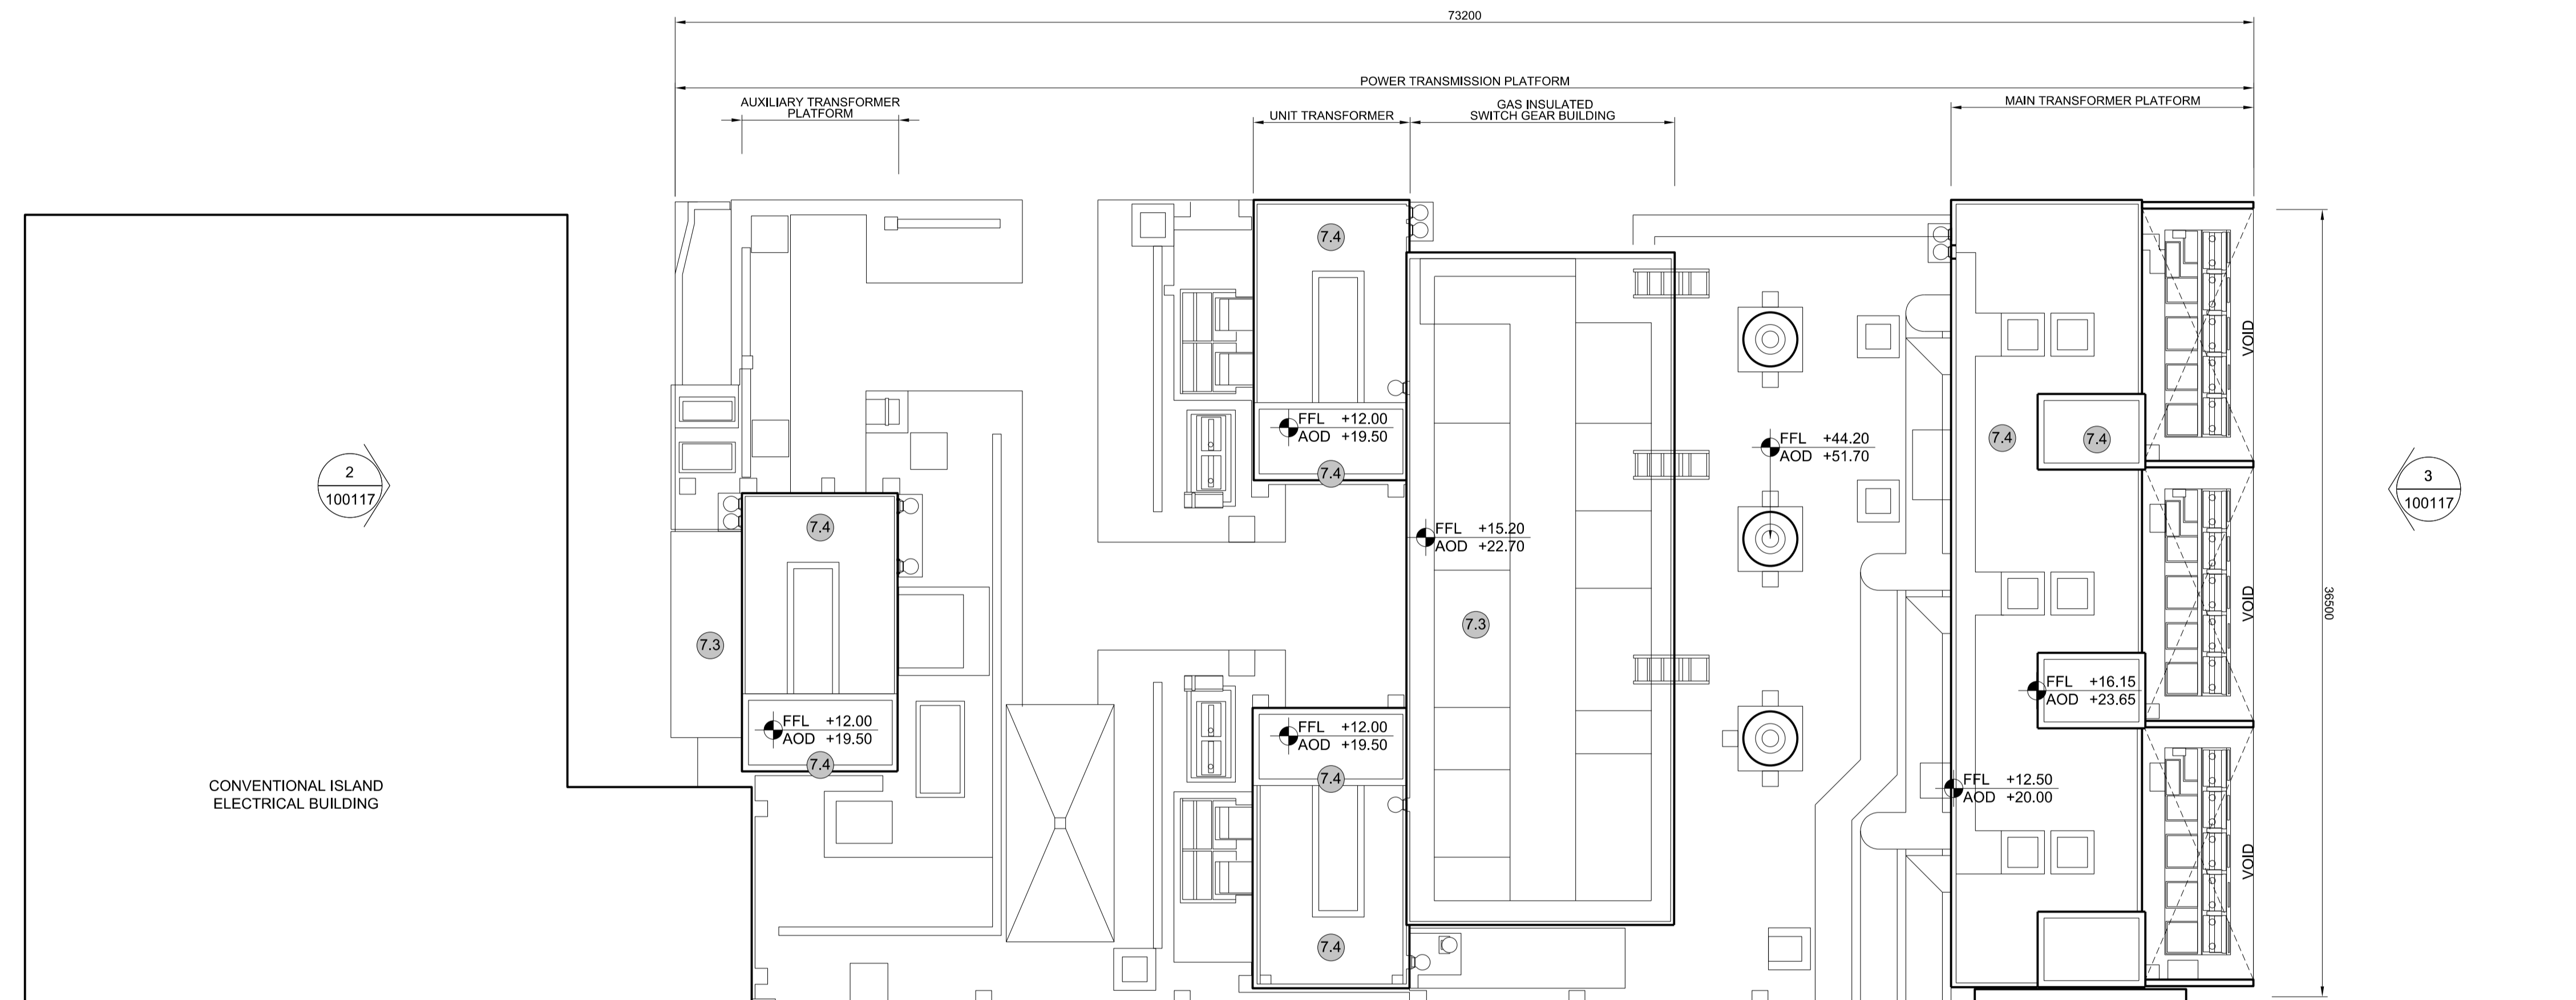 73200
POWER TRANSMISSION PLATFORM
AUXILIARY TRANSFORMER
PLATFORM
UNIT TRANSFORMER
GAS INSULATED
SWITCH GEAR BUILDING
MAIN TRANSFORMER PLATFORM
7.4
VOID
FFL +12.00
AOD +19.50
7.4
FFL +44.20
AOD +51.70
7.4
7.4
2
100117
3
100117
7.4
FFL +15.20
AOD +22.70
VOID
36500
7.3
7.3
FFL +16.15
AOD +23.65
FFL +12.00
AOD +19.50
7.4
FFL +12.00
AOD +19.50
7.4
FFL +12.50
AOD +20.00
CONVENTIONAL ISLAND
ELECTRICAL BUILDING
VOID
7.4